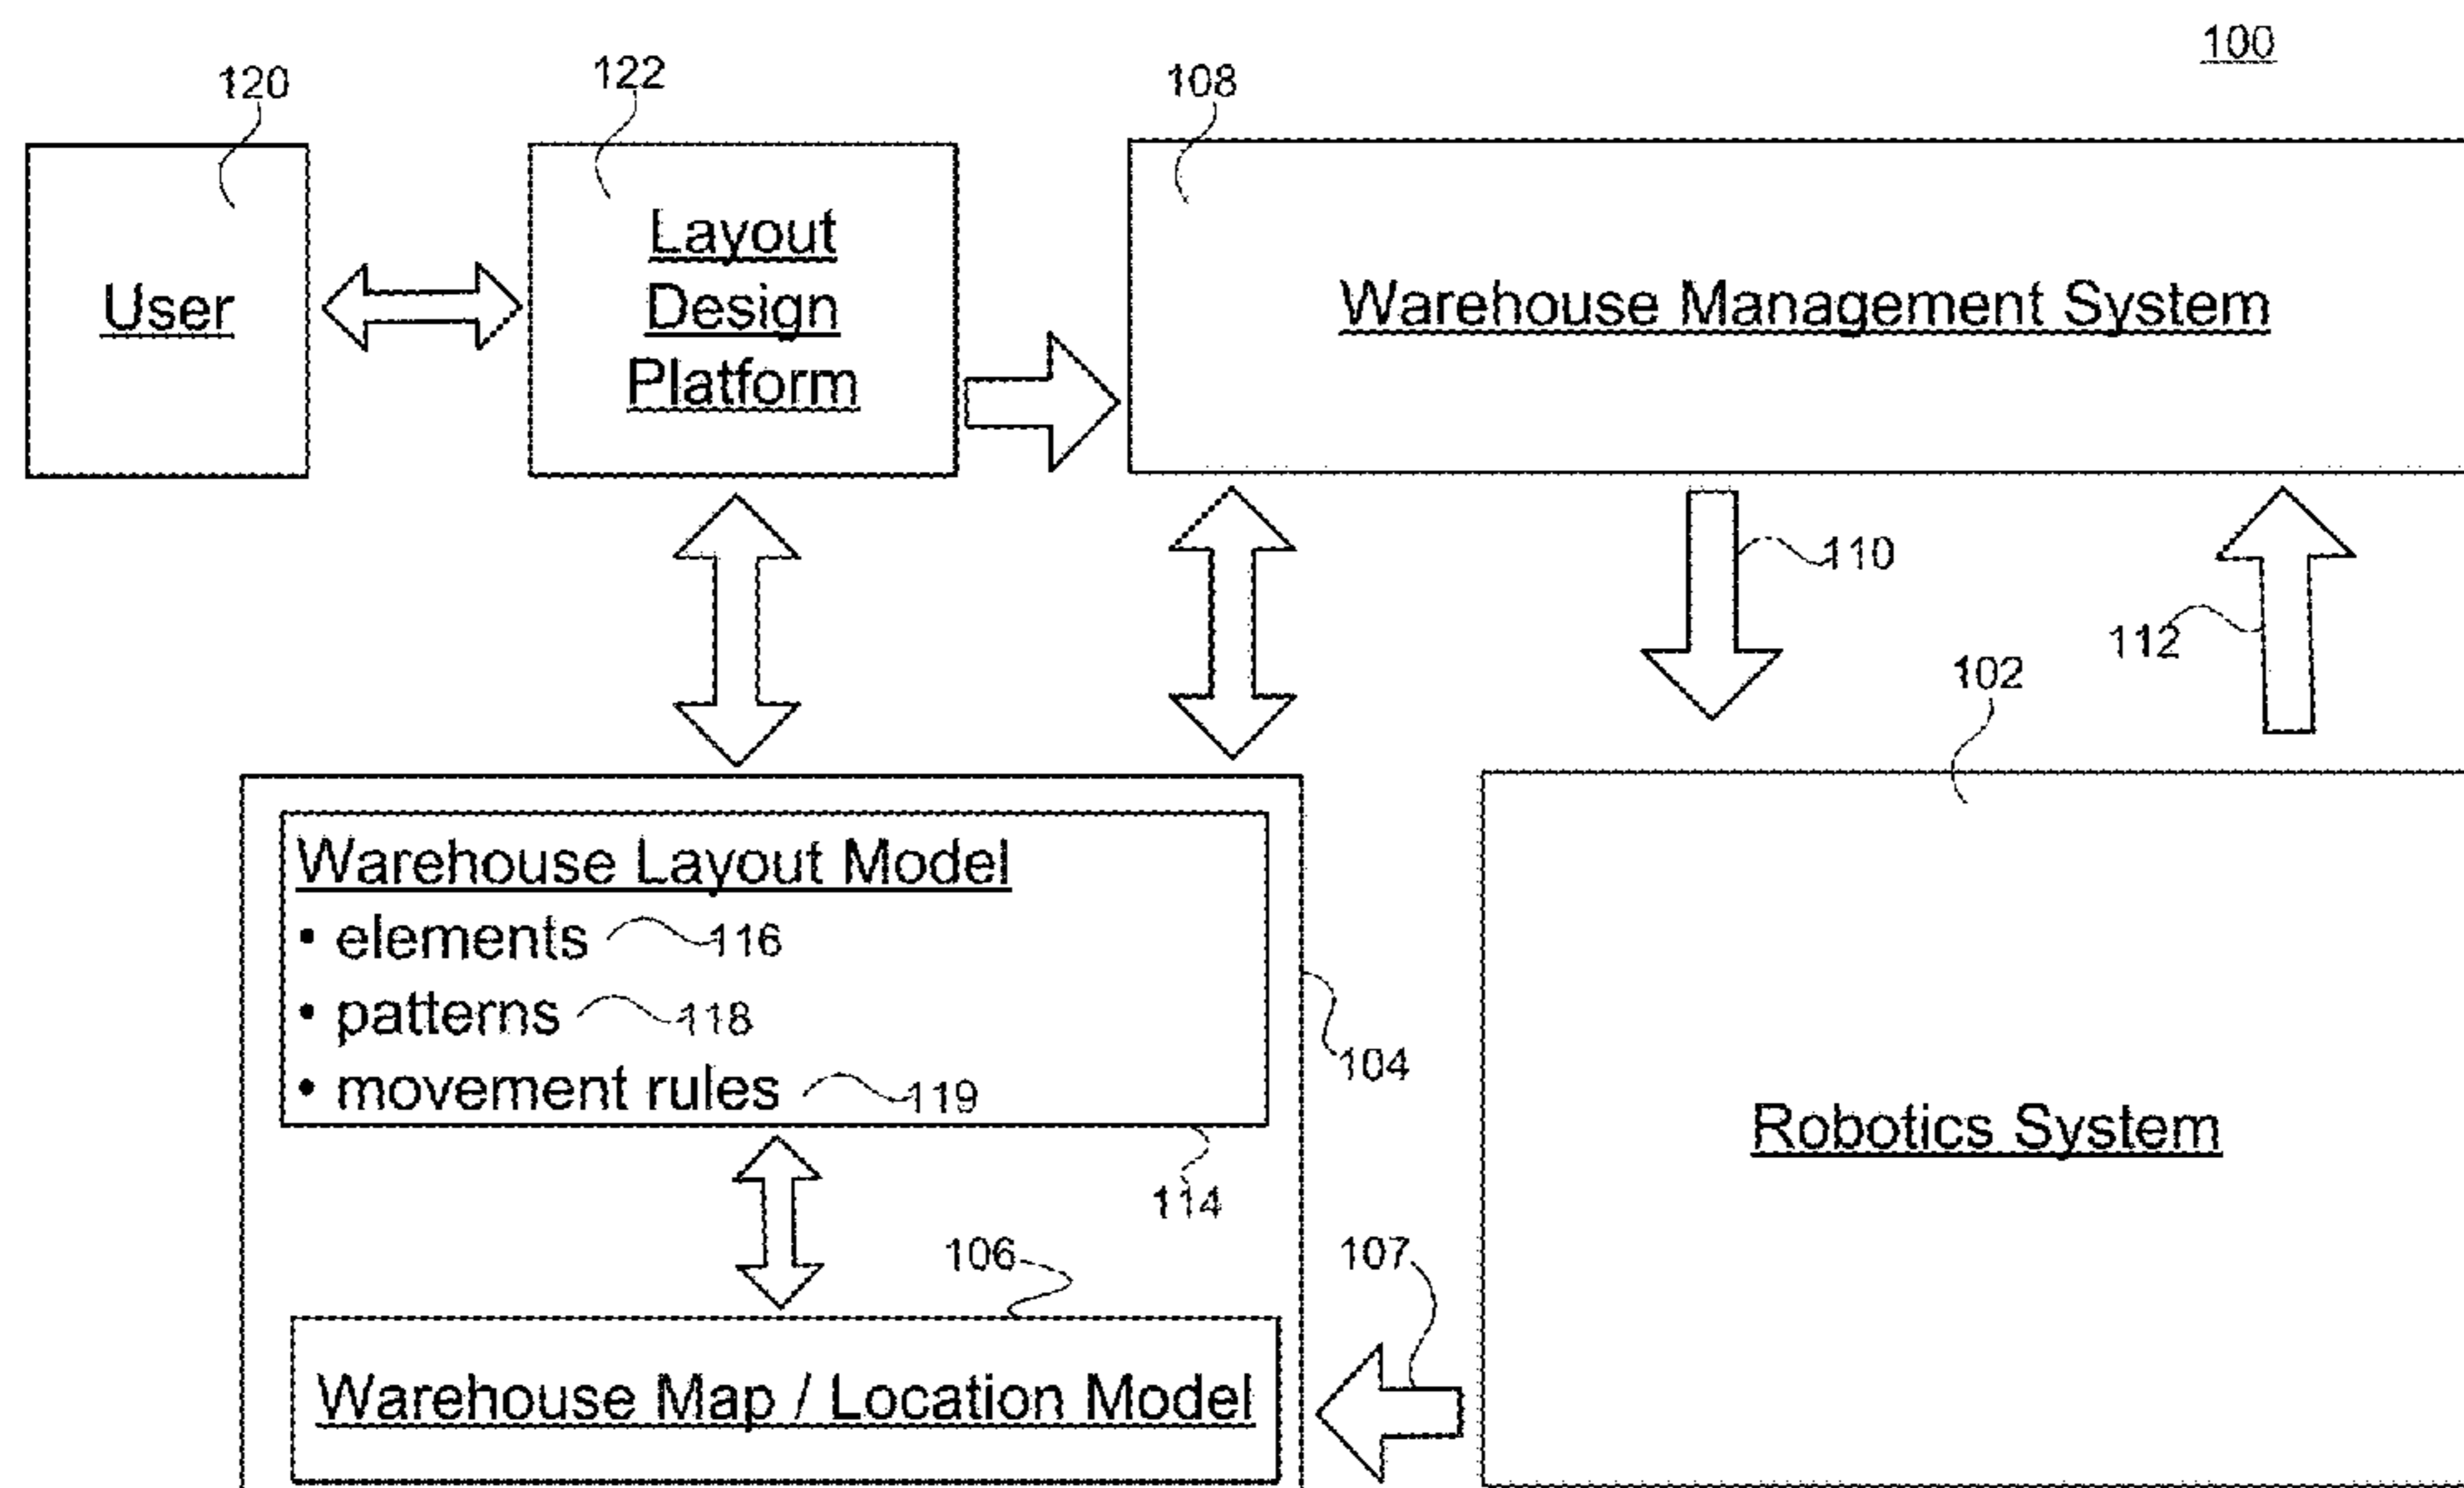 100
120
122
108
User
Layout
Design
Platform
Warehouse Management System
110
112
102
Warehouse Layout Model
• elements 116
• patterns 118
• movement rules 119
104
114
Robotics System
106
107
Warehouse Map / Location Model